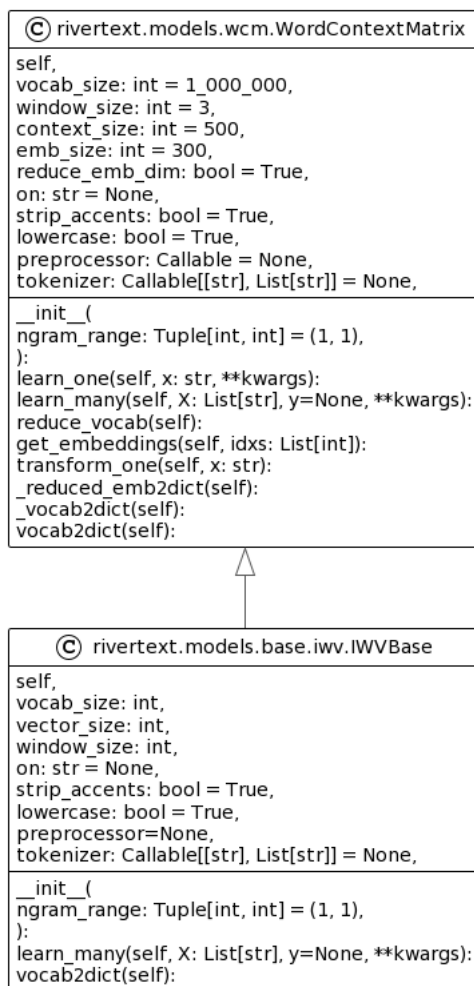 C rivertext.models.wcm.WordContextMatrix
self,
vocab_size: int = 1_000_000,
window_size: int = 3,
context_size: int = 500,
emb_size: int = 300,
reduce_emb_dim: bool = True,
on: str = None,
strip_accents: bool = True,
lowercase: bool = True,
preprocessor: Callable = None,
tokenizer: Callable[[str], List[str]] = None,
__init__(
ngram_range: Tuple[int, int] = (1, 1),
):
learn_one(self, x: str, **kwargs):
learn_many(self, X: List[str], y=None, **kwargs):
reduce_vocab(self):
get_embeddings(self, idxs: List[int]):
transform_one(self, x: str):
_reduced_emb2dict(self):
_vocab2dict(self):
vocab2dict(self):
C rivertext.models.base.iwv.IWVBase
self,
vocab_size: int,
vector_size: int,
window_size: int,
on: str = None,
strip_accents: bool = True,
lowercase: bool = True,
preprocessor=None,
tokenizer: Callable[[str], List[str]] = None,
__init__(
ngram_range: Tuple[int, int] = (1, 1),
):
learn_many(self, X: List[str], y=None, **kwargs):
vocab2dict(self):